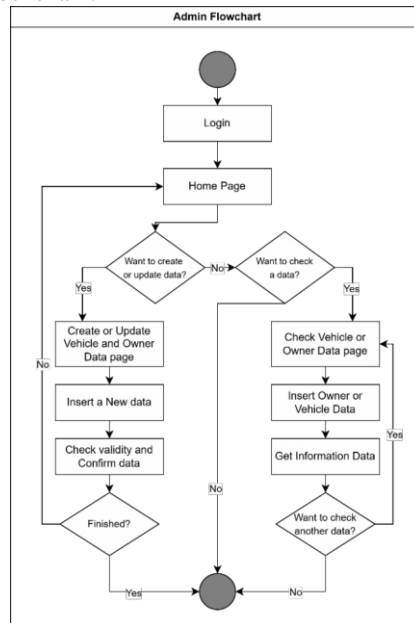 Admin Flowchart
Login
Home Page
Want to create
or update data?
No
Want to check
a data?
Yes
Yes
Create or Update
Vehicle and Owner
Data page
Check Vehicle or
Owner Data page
No
Insert a New data
Insert Owner or
Vehicle Data
Yes
Check validity and
Confirm data
Get Information Data
No
Finished?
Want to check
another data?
Yes
No